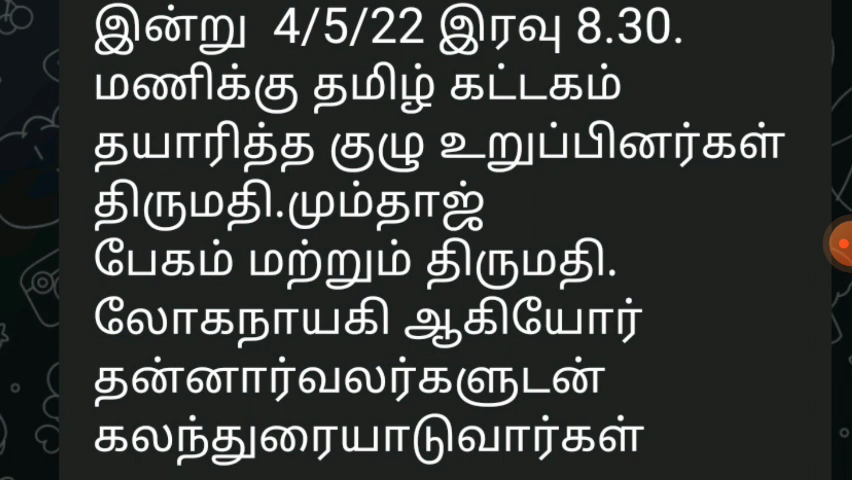 இன்று 4/5/22 இரவு 8.30.
மணிக்கு தமிழ் கட்டகம்
தயாரித்த குழு உறுப்பினர்கள்
திருமதி.மும்தாஜ்
பேகம் மற்றும் திருமதி.
லோகநாயகி ஆகியோர்
தன்னார்வலர்களுடன்
கலந்துரையாடுவார்கள்